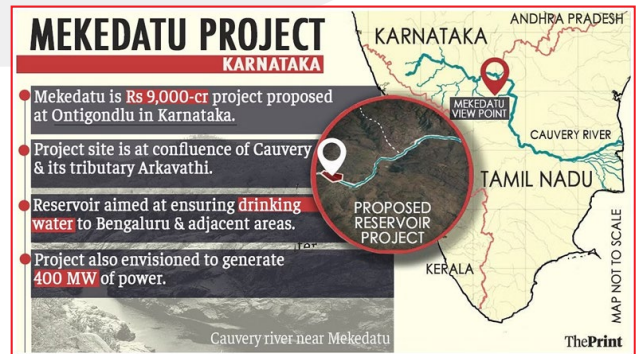 MEKEDATU PROJECT
KARNATAKA
Mekedatu is Rs 9,000-cr project proposed
at Ontigondlu in Karnataka.
Project site is at confluence of Cauvery
& its tributary Arkavathi.
Reservoir aimed at ensuring drinking
water to Bengaluru & adjacent areas.
Project also envisioned to generate
400 MW of power.
Cauvery river near Mekedatu
PROPOSED
RESERVOIR
PROJECT
KARNATAKA
ANDHRA PRADESH
MEKEDATU
VIEW POINT
CAUVERY RIVER
TAMIL NADU
KERALA
MAP NOT TO SCALE
ThePrint